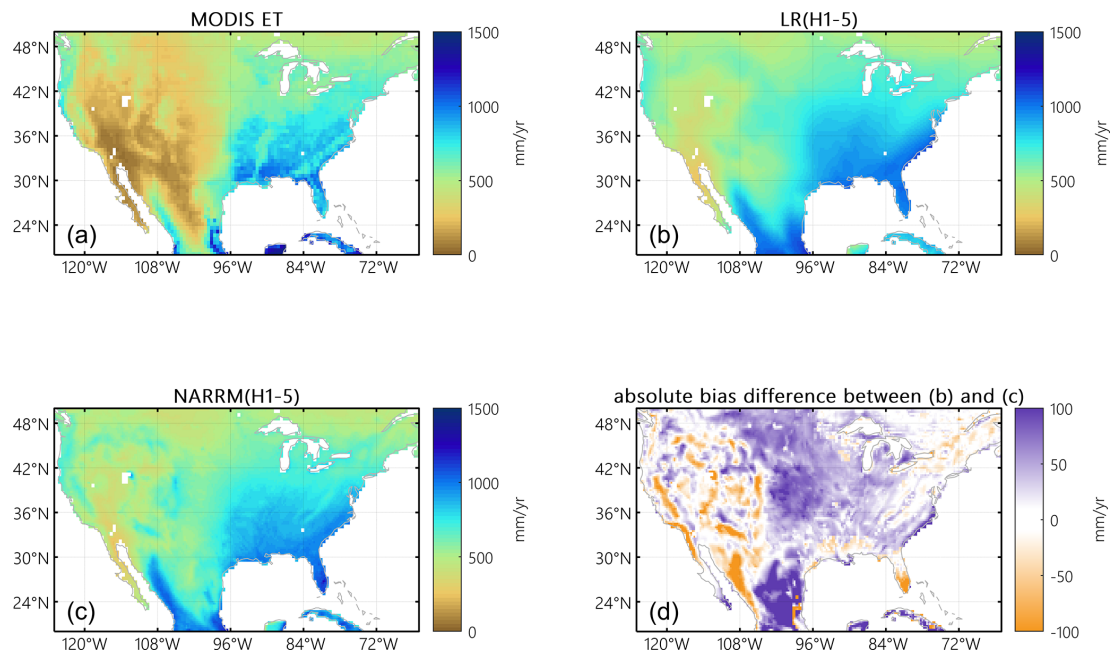 MODIS ET
48°N
42°N
36°N
30°N
24°N
(a)
120°W 108°W 96°W 84°W 72°W
1500
1000
500
0
mm/yr
LR(H1-5)
48°N
42°N
36°N
30°N
24°N
(b)
120°W 108°W 96°W 84°W 72°W
1500
1000
500
0
mm/yr
NARRM(H1-5)
48°N
42°N
36°N
30°N
24°N
(c)
120°W 108°W 96°W 84°W 72°W
1500
1000
500
0
mm/yr
absolute bias difference between (b) and (c)
48°N
42°N
36°N
30°N
24°N
(d)
120°W 108°W 96°W 84°W 72°W
100
50
0
-50
-100
mm/yr